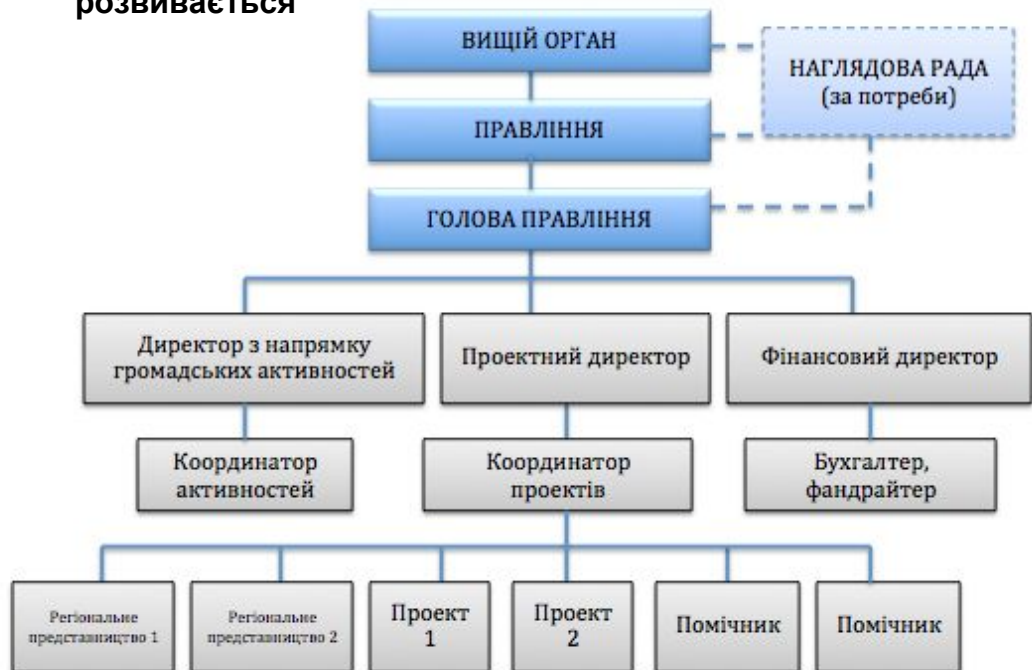 розвивається
ВИЩІЙ ОРГАН
НАГЛЯДОВА РАДА
(за потреби)
ПРАВЛІННЯ
ГОЛОВА ПРАВЛІННЯ
Директор з напрямку
громадських активностей
Проектний директор
Фінансовий директор
Координатор
активностей
Координатор
проектів
Бухгалтер,
фандрайтер
Регіональне
представництво 1
Регіональне
представництво 2
Проект
1
Проект
2
Помічник
Помічник